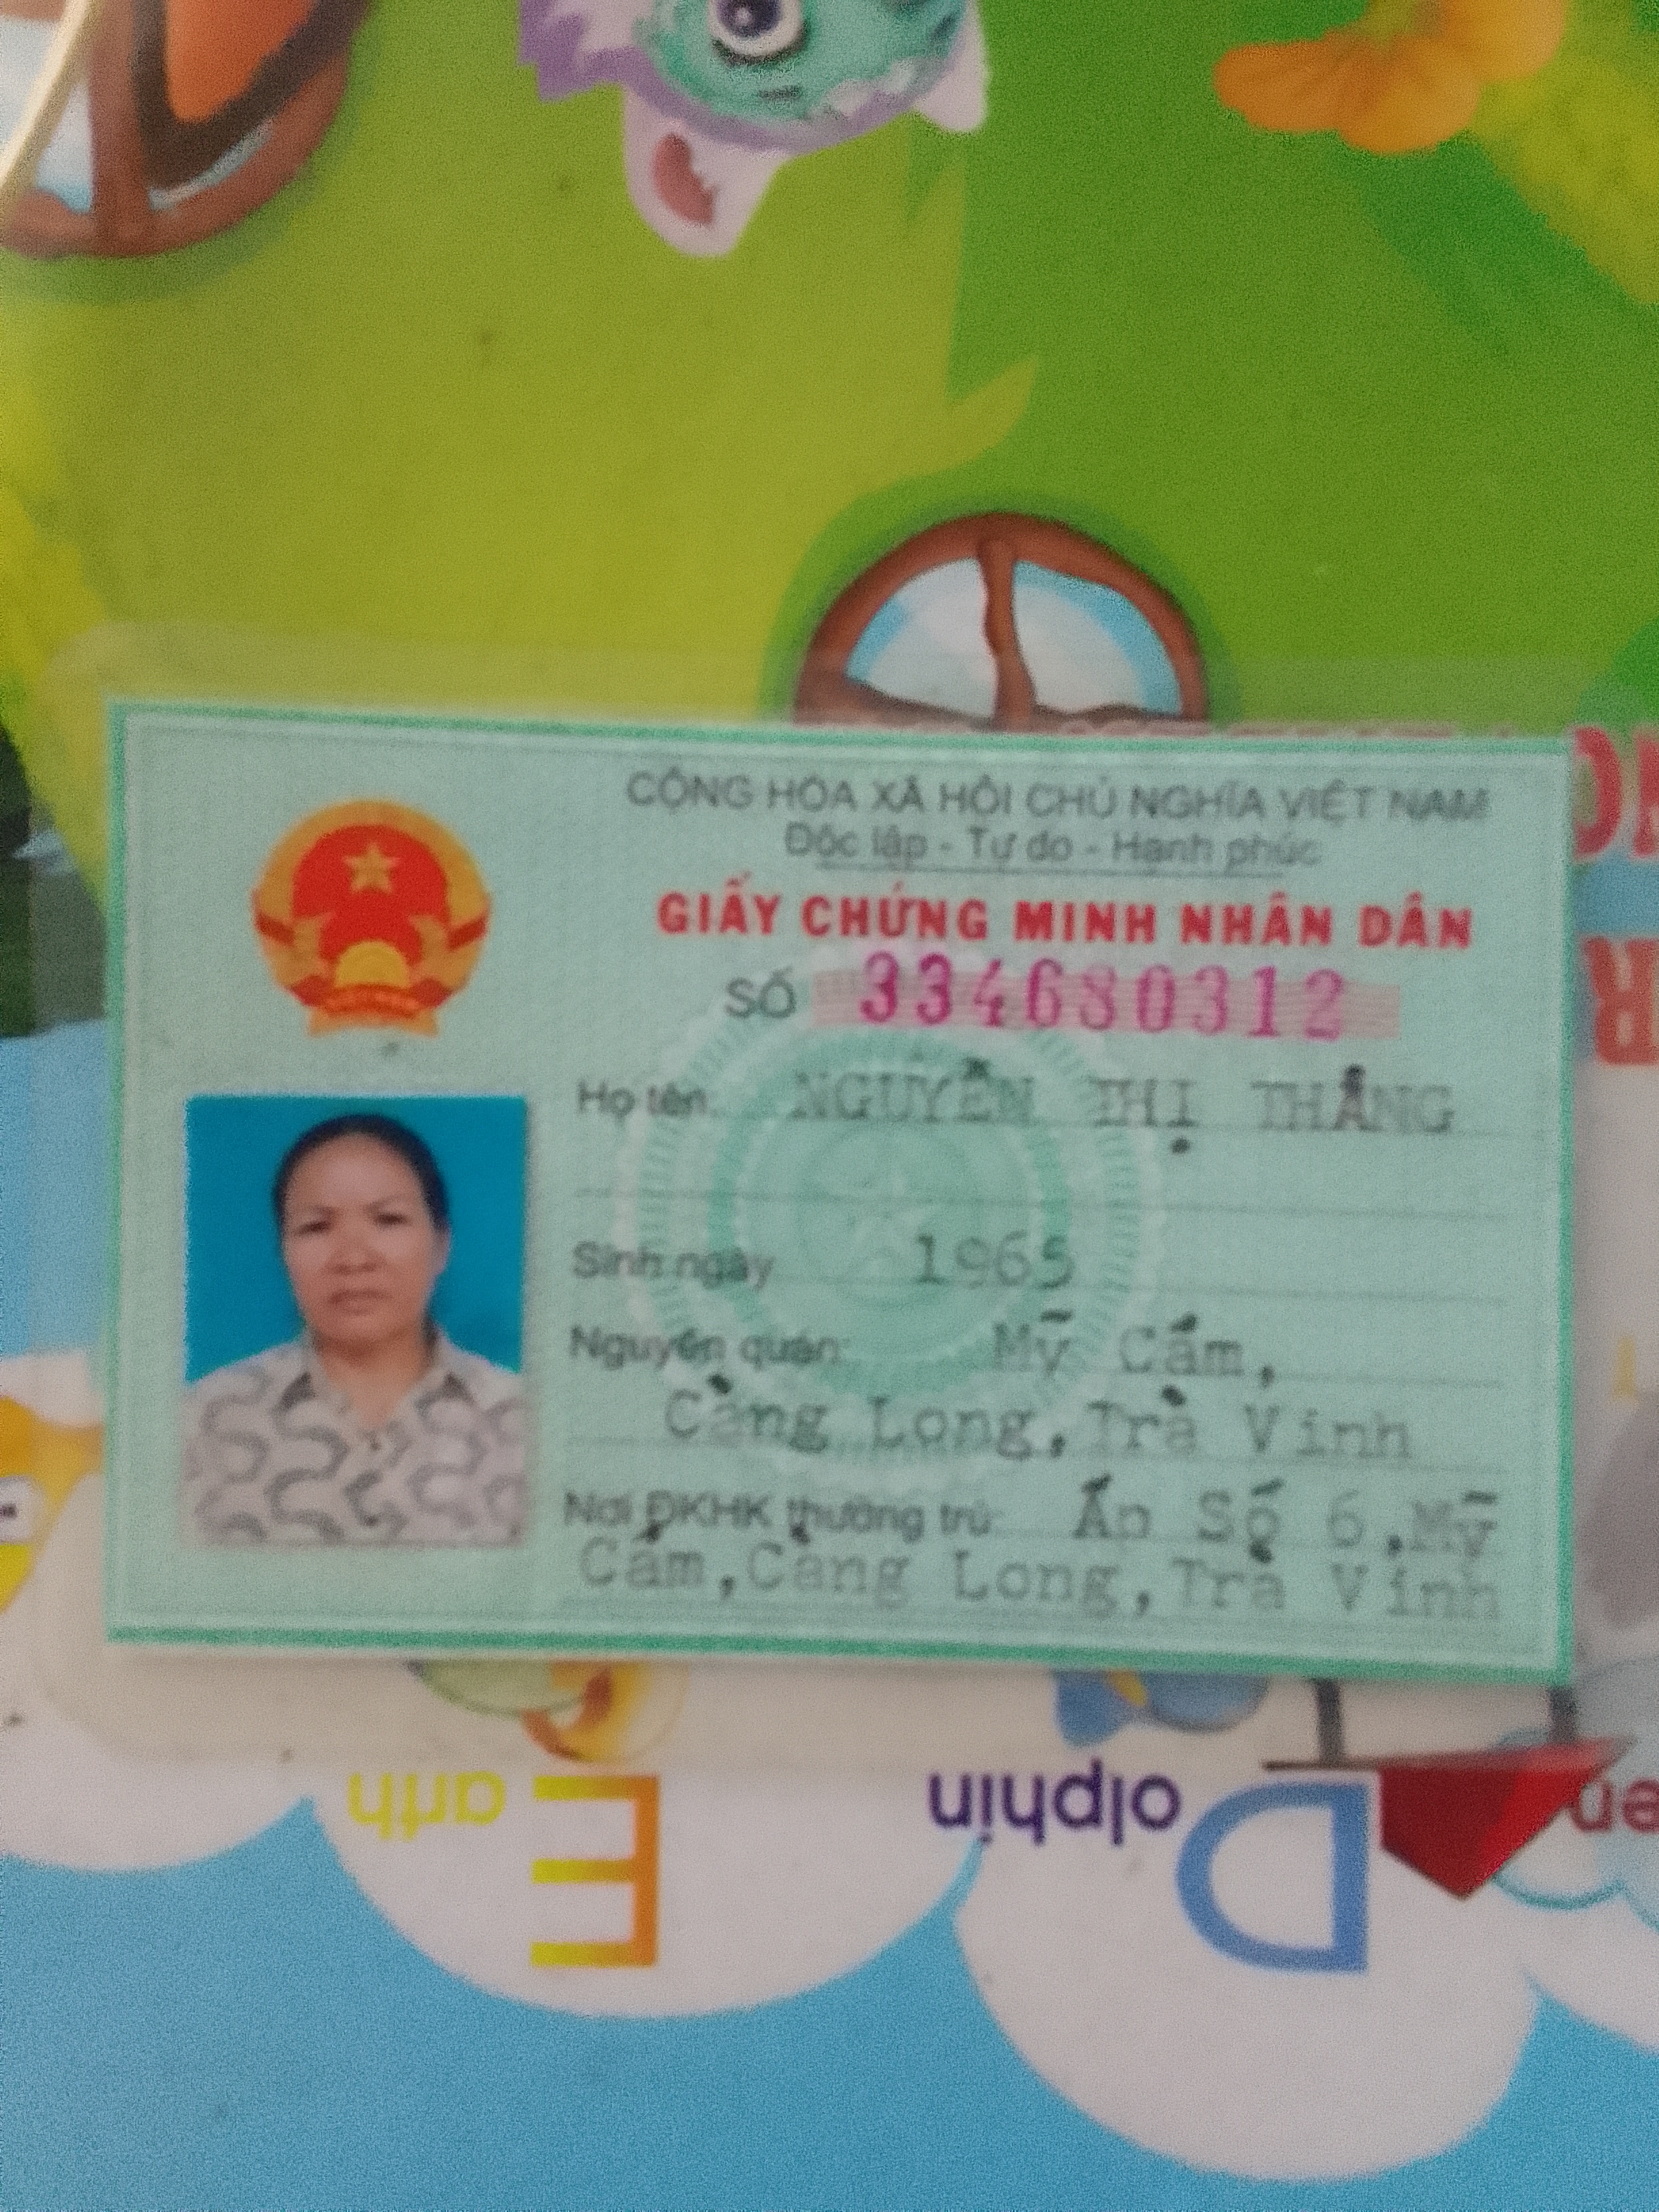 CỘNG HÒA XÃ HỘI CHỦ NGHĨA VIỆT NAM
Độc lập - Tự do - Hạnh phúc
GIẤY CHỨNG MINH NHÂN DÂN
SỐ 334680312
Họ tên: NGUYỄN THỊ THẮNG
Sinh ngày 1965
Nguyên quán: Mỹ Cẩm,
Càng Long, Trà Vinh
Nơi ĐKHK thường trú: Ấp Số 6, Mỹ
Cẩm, Càng Long, Trà Vinh
Earth
Dolphin